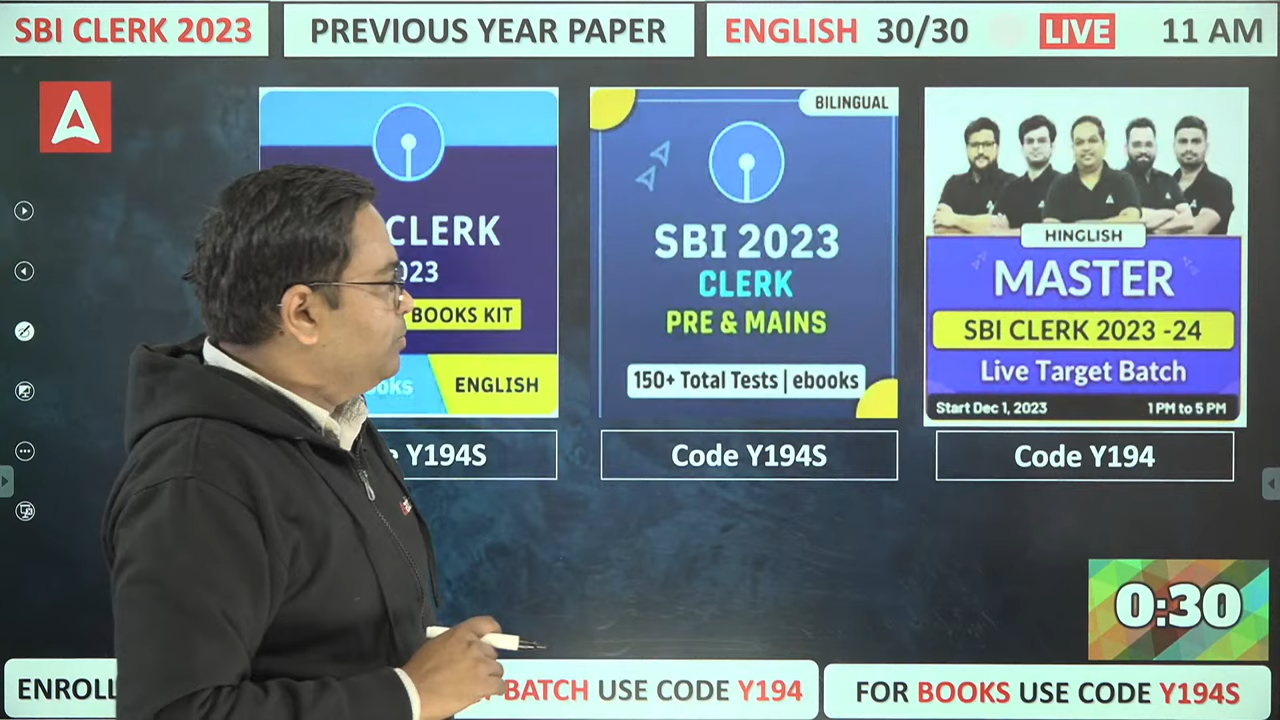 SBI CLERK 2023
PREVIOUS YEAR PAPER
ENGLISH 30/30 LIVE 11 AM
CLERK
023
BOOKS KIT
ENGLISH
Y194S
BILINGUAL
SBI 2023
CLERK
PRE & MAINS
150+ Total Tests | ebooks
Code Y194S
HINGLISH
MASTER
SBI CLERK 2023 -24
Live Target Batch
Start Dec 1, 2023 1 PM to 5 PM
Code Y194
0:30
ENROLL
BATCH USE CODE Y194
FOR BOOKS USE CODE Y194S